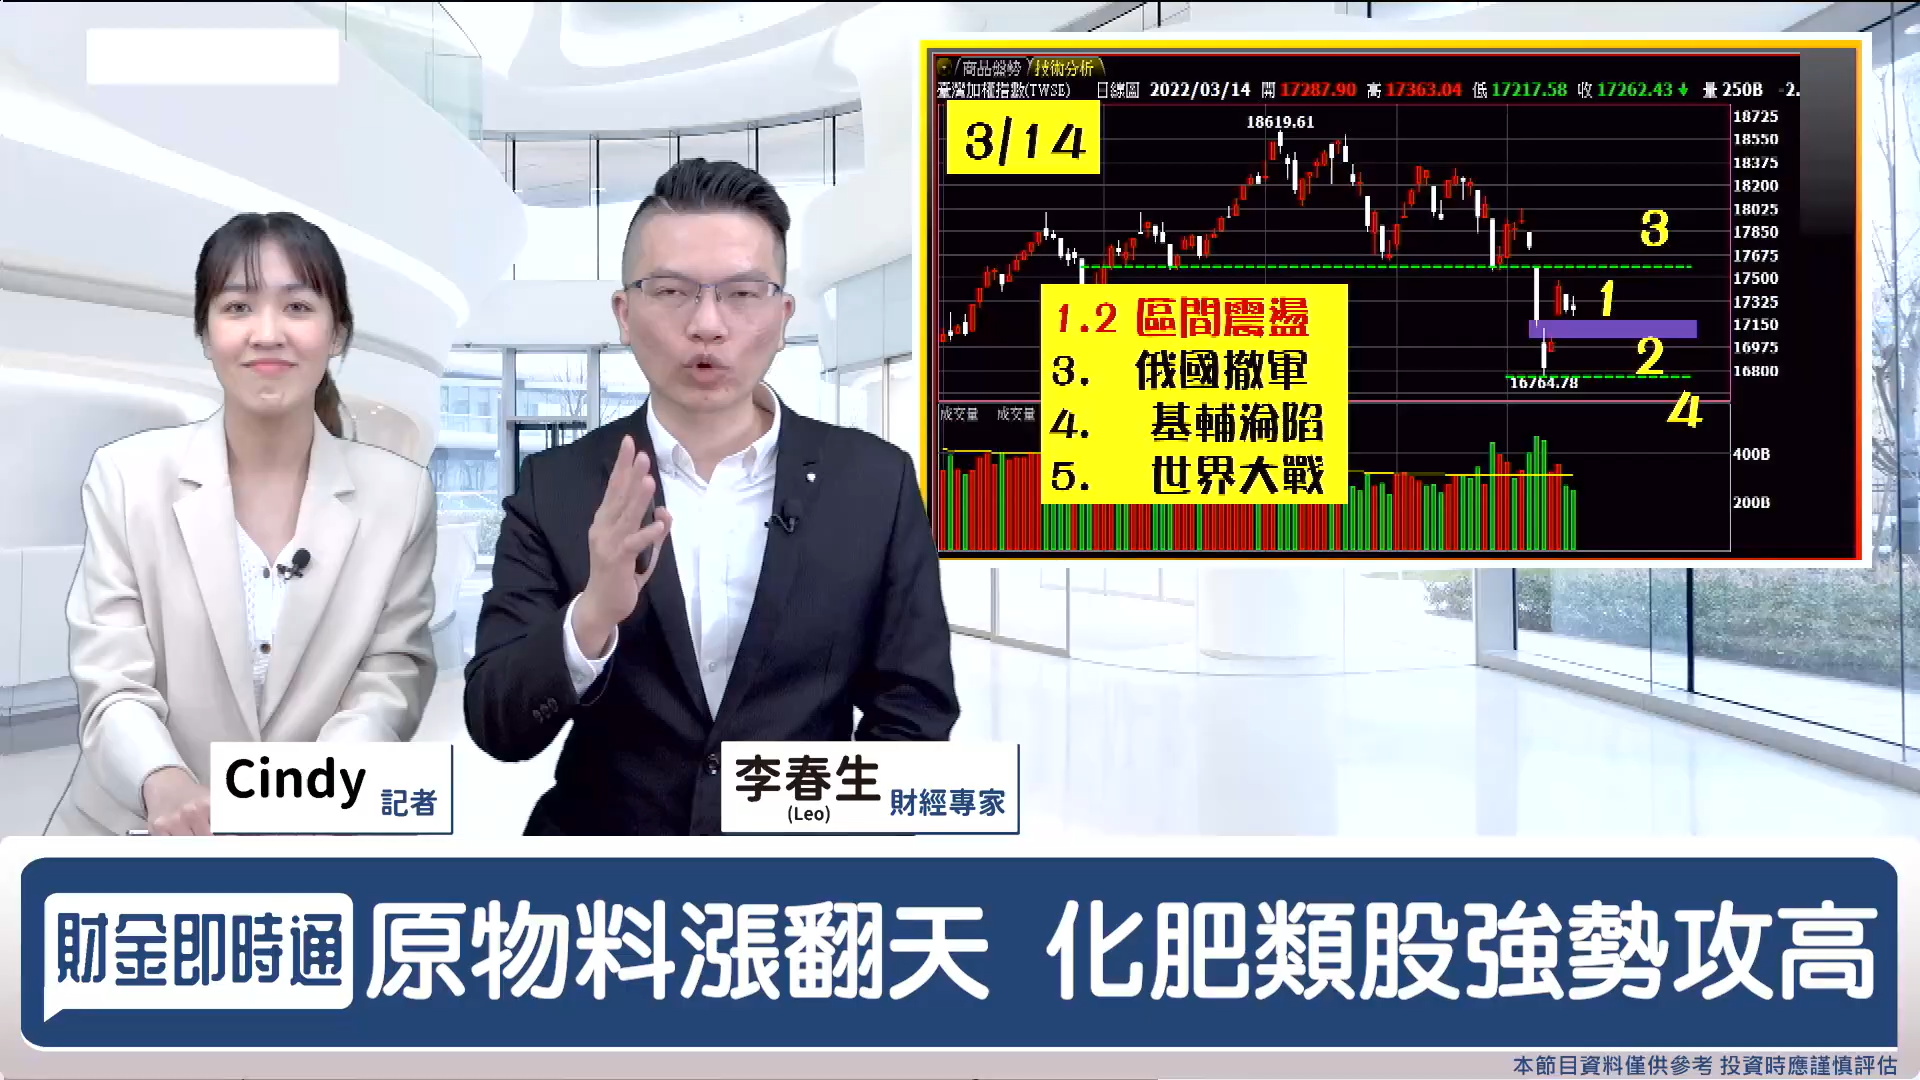 商品盤勢 技術分析
臺灣加權指數(TWSE) 日線圖 2022/03/14 開 17287.90 高 17363.04 低 17217.58 收 17262.43↓ 量 250B -2.
3/14
18619.61
18725
18550
18375
18200
18025
17850
17675
17500
17325
17150
16975
16800
3
1
2
4
16764.78
1.2 區間震盪
3. 俄國撤軍
4. 基輔淪陷
5. 世界大戰
成交量 成交量
400B
200B
Cindy 記者
李春生 (Leo) 財經專家
財金即時通 原物料漲翻天 化肥類股強勢攻高
本節目資料僅供參考 投資時應謹慎評估